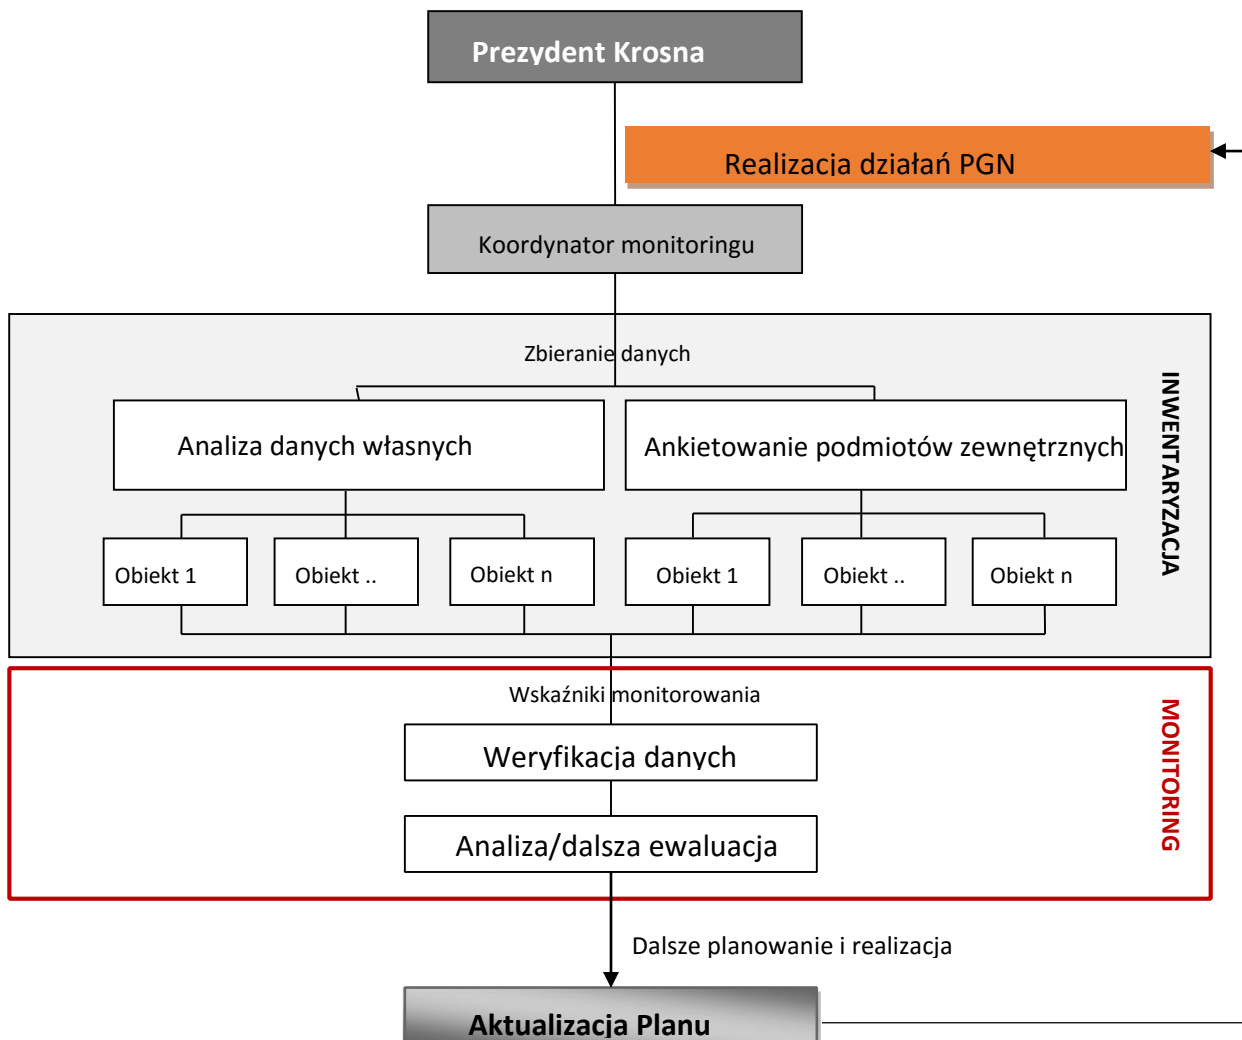 Prezydent Krosna
Realizacja działań PGN
Koordynator monitoringu
Zbieranie danych
INWENTARYZACJA
Analiza danych własnych
Ankietowanie podmiotów zewnętrznych
Obiekt 1
Obiekt ..
Obiekt n
Obiekt 1
Obiekt ..
Obiekt n
Wskaźniki monitorowania
MONITORING
Weryfikacja danych
Analiza/dalsza ewaluacja
Dalsze planowanie i realizacja
Aktualizacja Planu